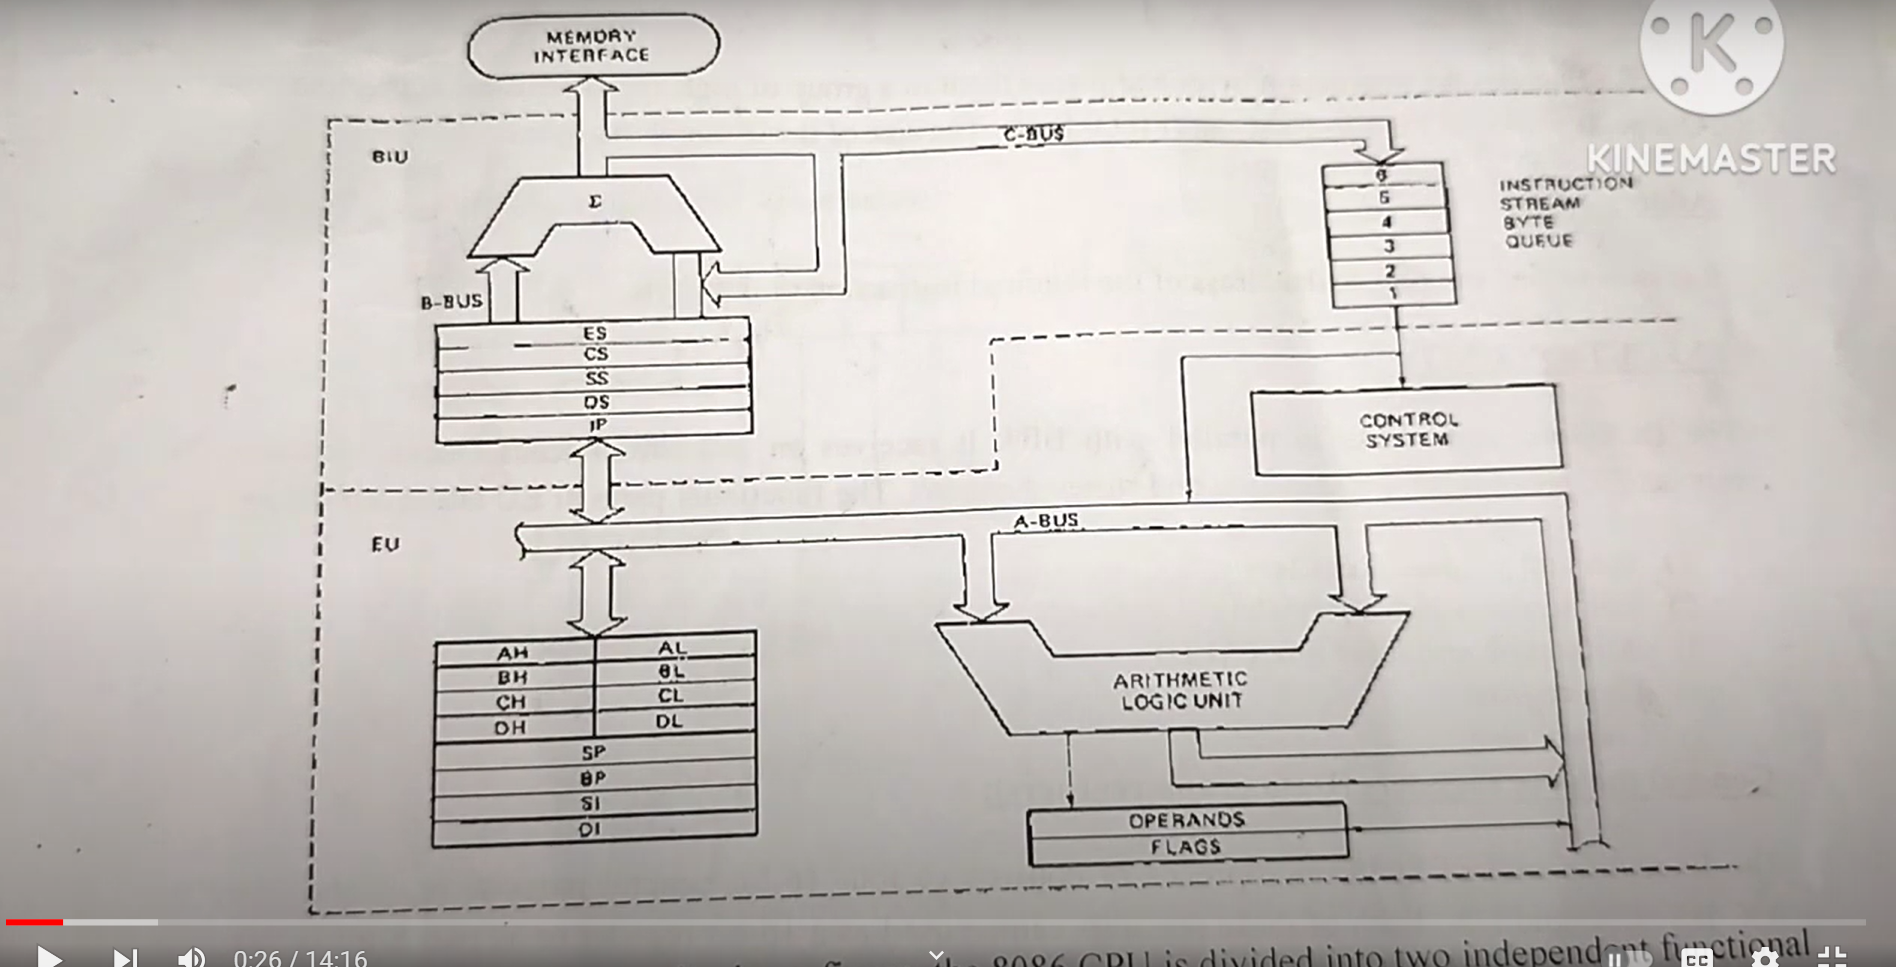 MEMORY
INTERFACE
K
KINEMASTER
C-BUS
BIU
Σ
6
5
4
3
2
1
INSTRUCTION
STREAM
BYTE
QUEUE
B-BUS
ES
CS
SS
DS
IP
CONTROL
SYSTEM
EU
A-BUS
AH AL
BH BL
CH CL
DH DL
SP
BP
SI
DI
ARITHMETIC
LOGIC UNIT
OPERANDS
FLAGS
8086 CPU is divided into two independent functional
0:26 / 14:16
CC